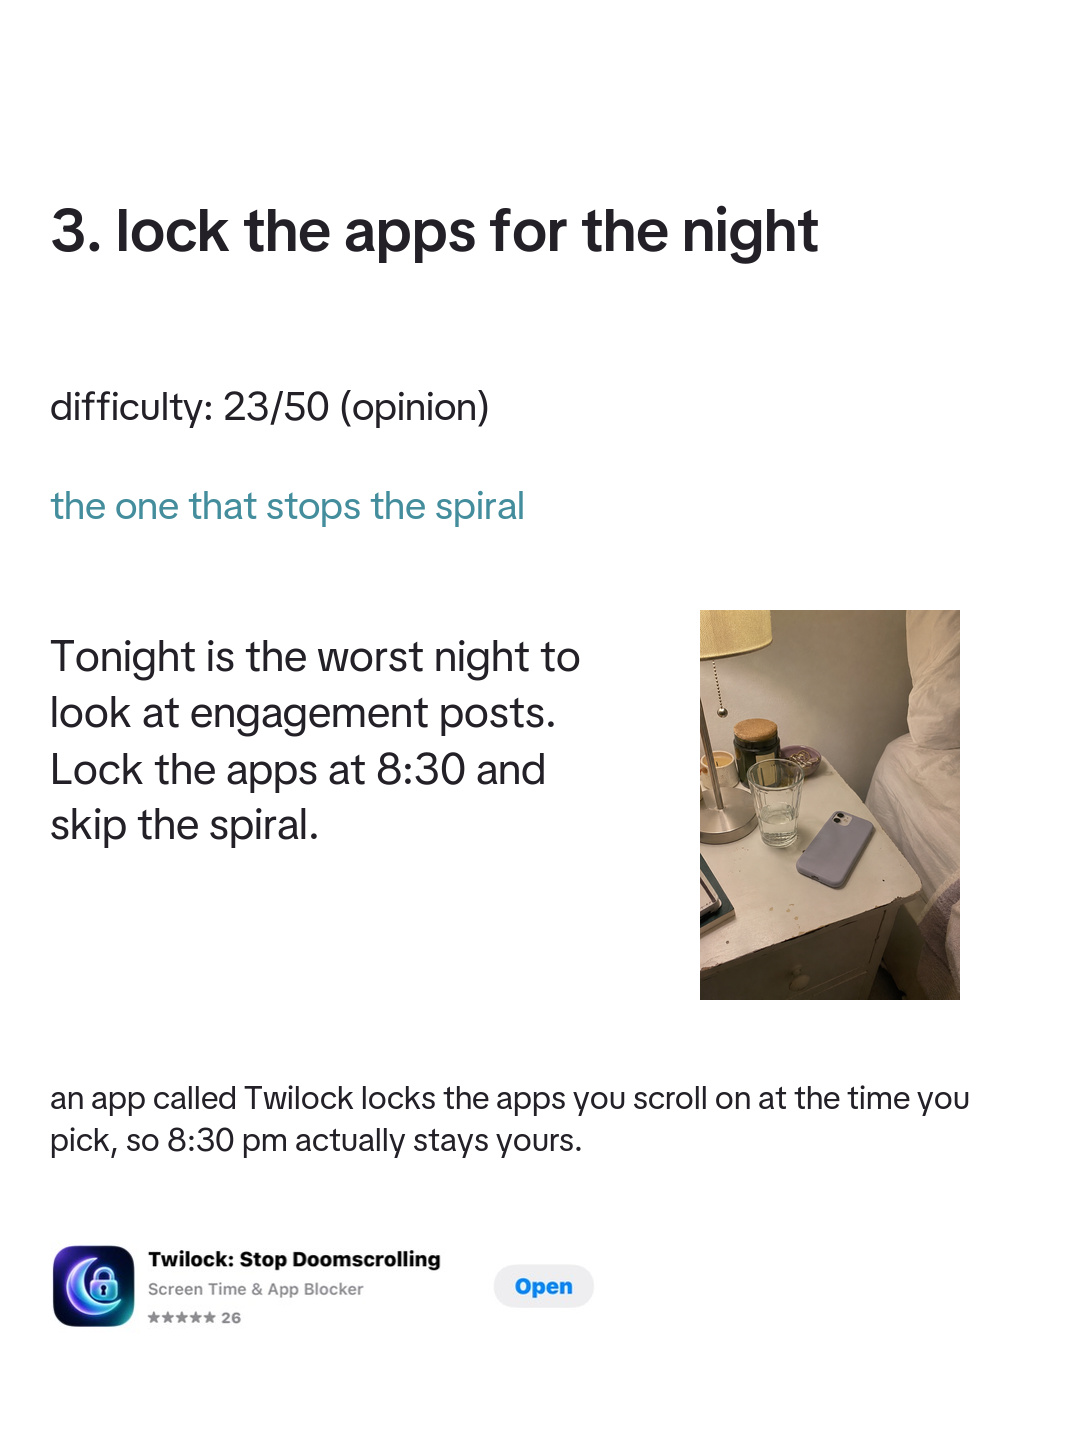 3. lock the apps for the night
difficulty: 23/50 (opinion)
the one that stops the spiral
Tonight is the worst night to
look at engagement posts.
Lock the apps at 8:30 and
skip the spiral.
an app called Twilock locks the apps you scroll on at the time you
pick, so 8:30 pm actually stays yours.
Twilock: Stop Doomscrolling
Screen Time & App Blocker
★★★★★ 26
Open